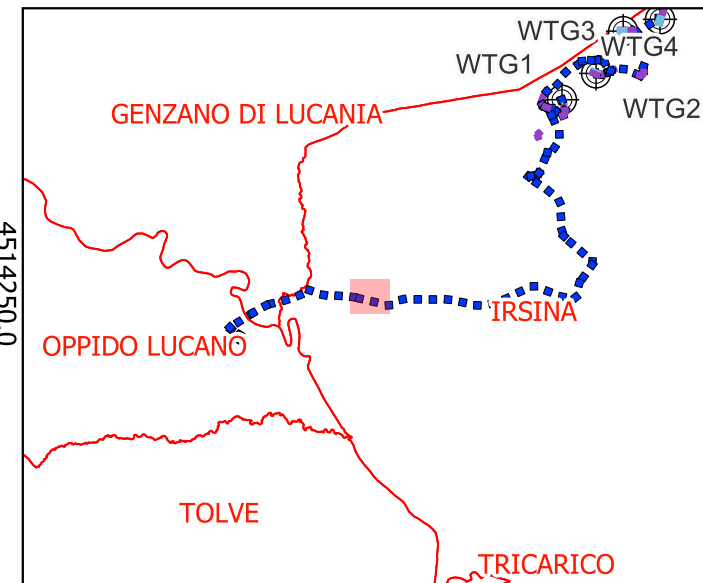 WTG3
WTG4
WTG1
WTG2
GENZANO DI LUCANIA
4514250.0
IRSINA
OPPIDO LUCANO
TOLVE
TRICARICO